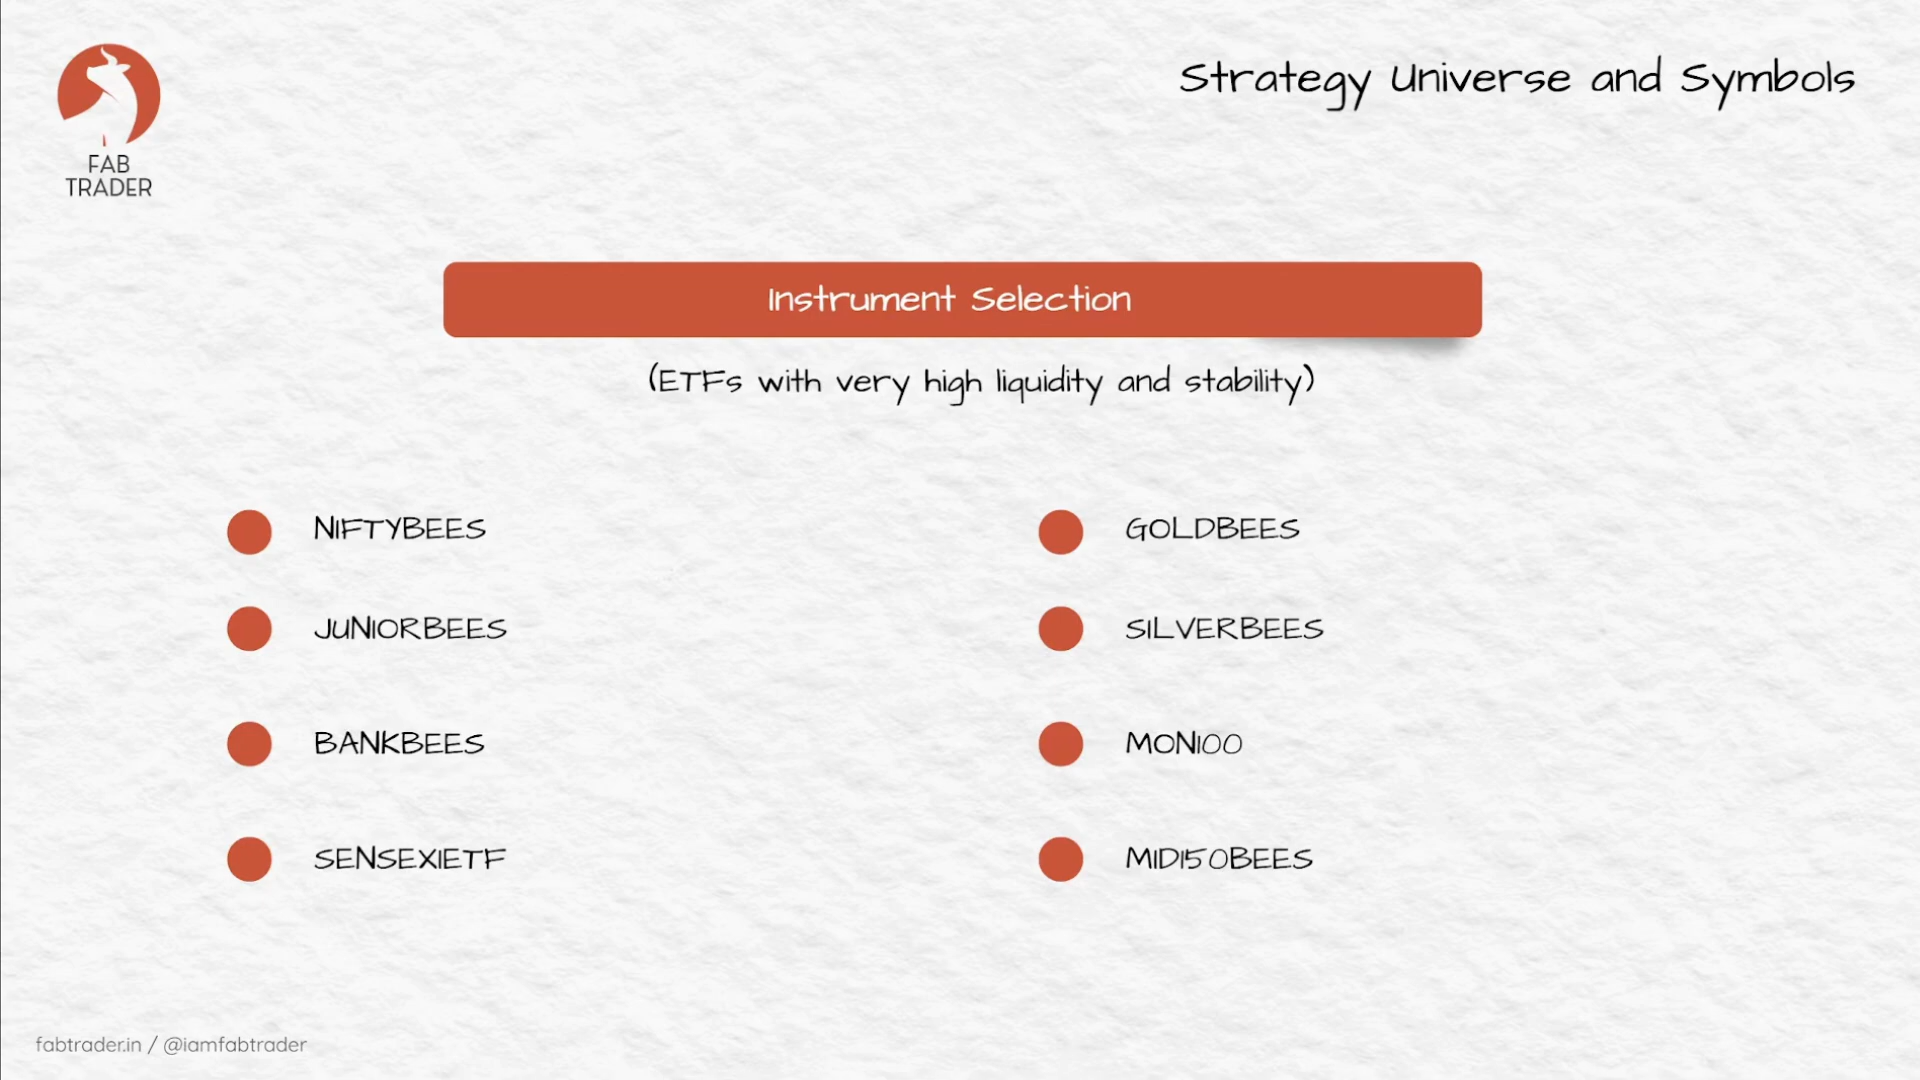 FAB
TRADER
Strategy Universe and Symbols
Instrument Selection
(ETFs with very high liquidity and stability)
NIFTYBEES
JUNIORBEES
BANKBEES
SENSEXIETF
GOLDBEES
SILVERBEES
MON100
MID150BEES
fabtrader.in / @iamfabtrader